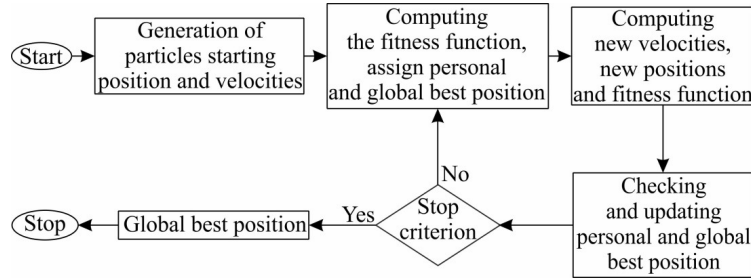 Start
Generation of
particles starting
position and velocities
Computing
the fitness function,
assign personal
and global best position
Computing
new velocities,
new positions
and fitness function
Checking
and updating
personal and global
best position
Stop
criterion
No
Yes
Global best position
Stop